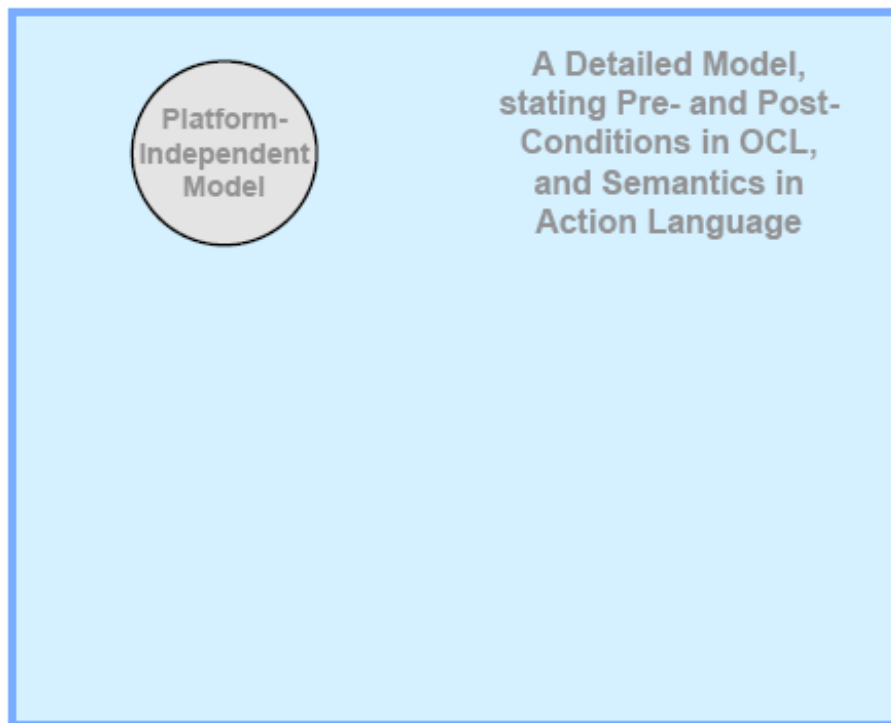 Platform-
Independent
Model
A Detailed Model,
stating Pre- and Post-
Conditions in OCL,
and Semantics in
Action Language